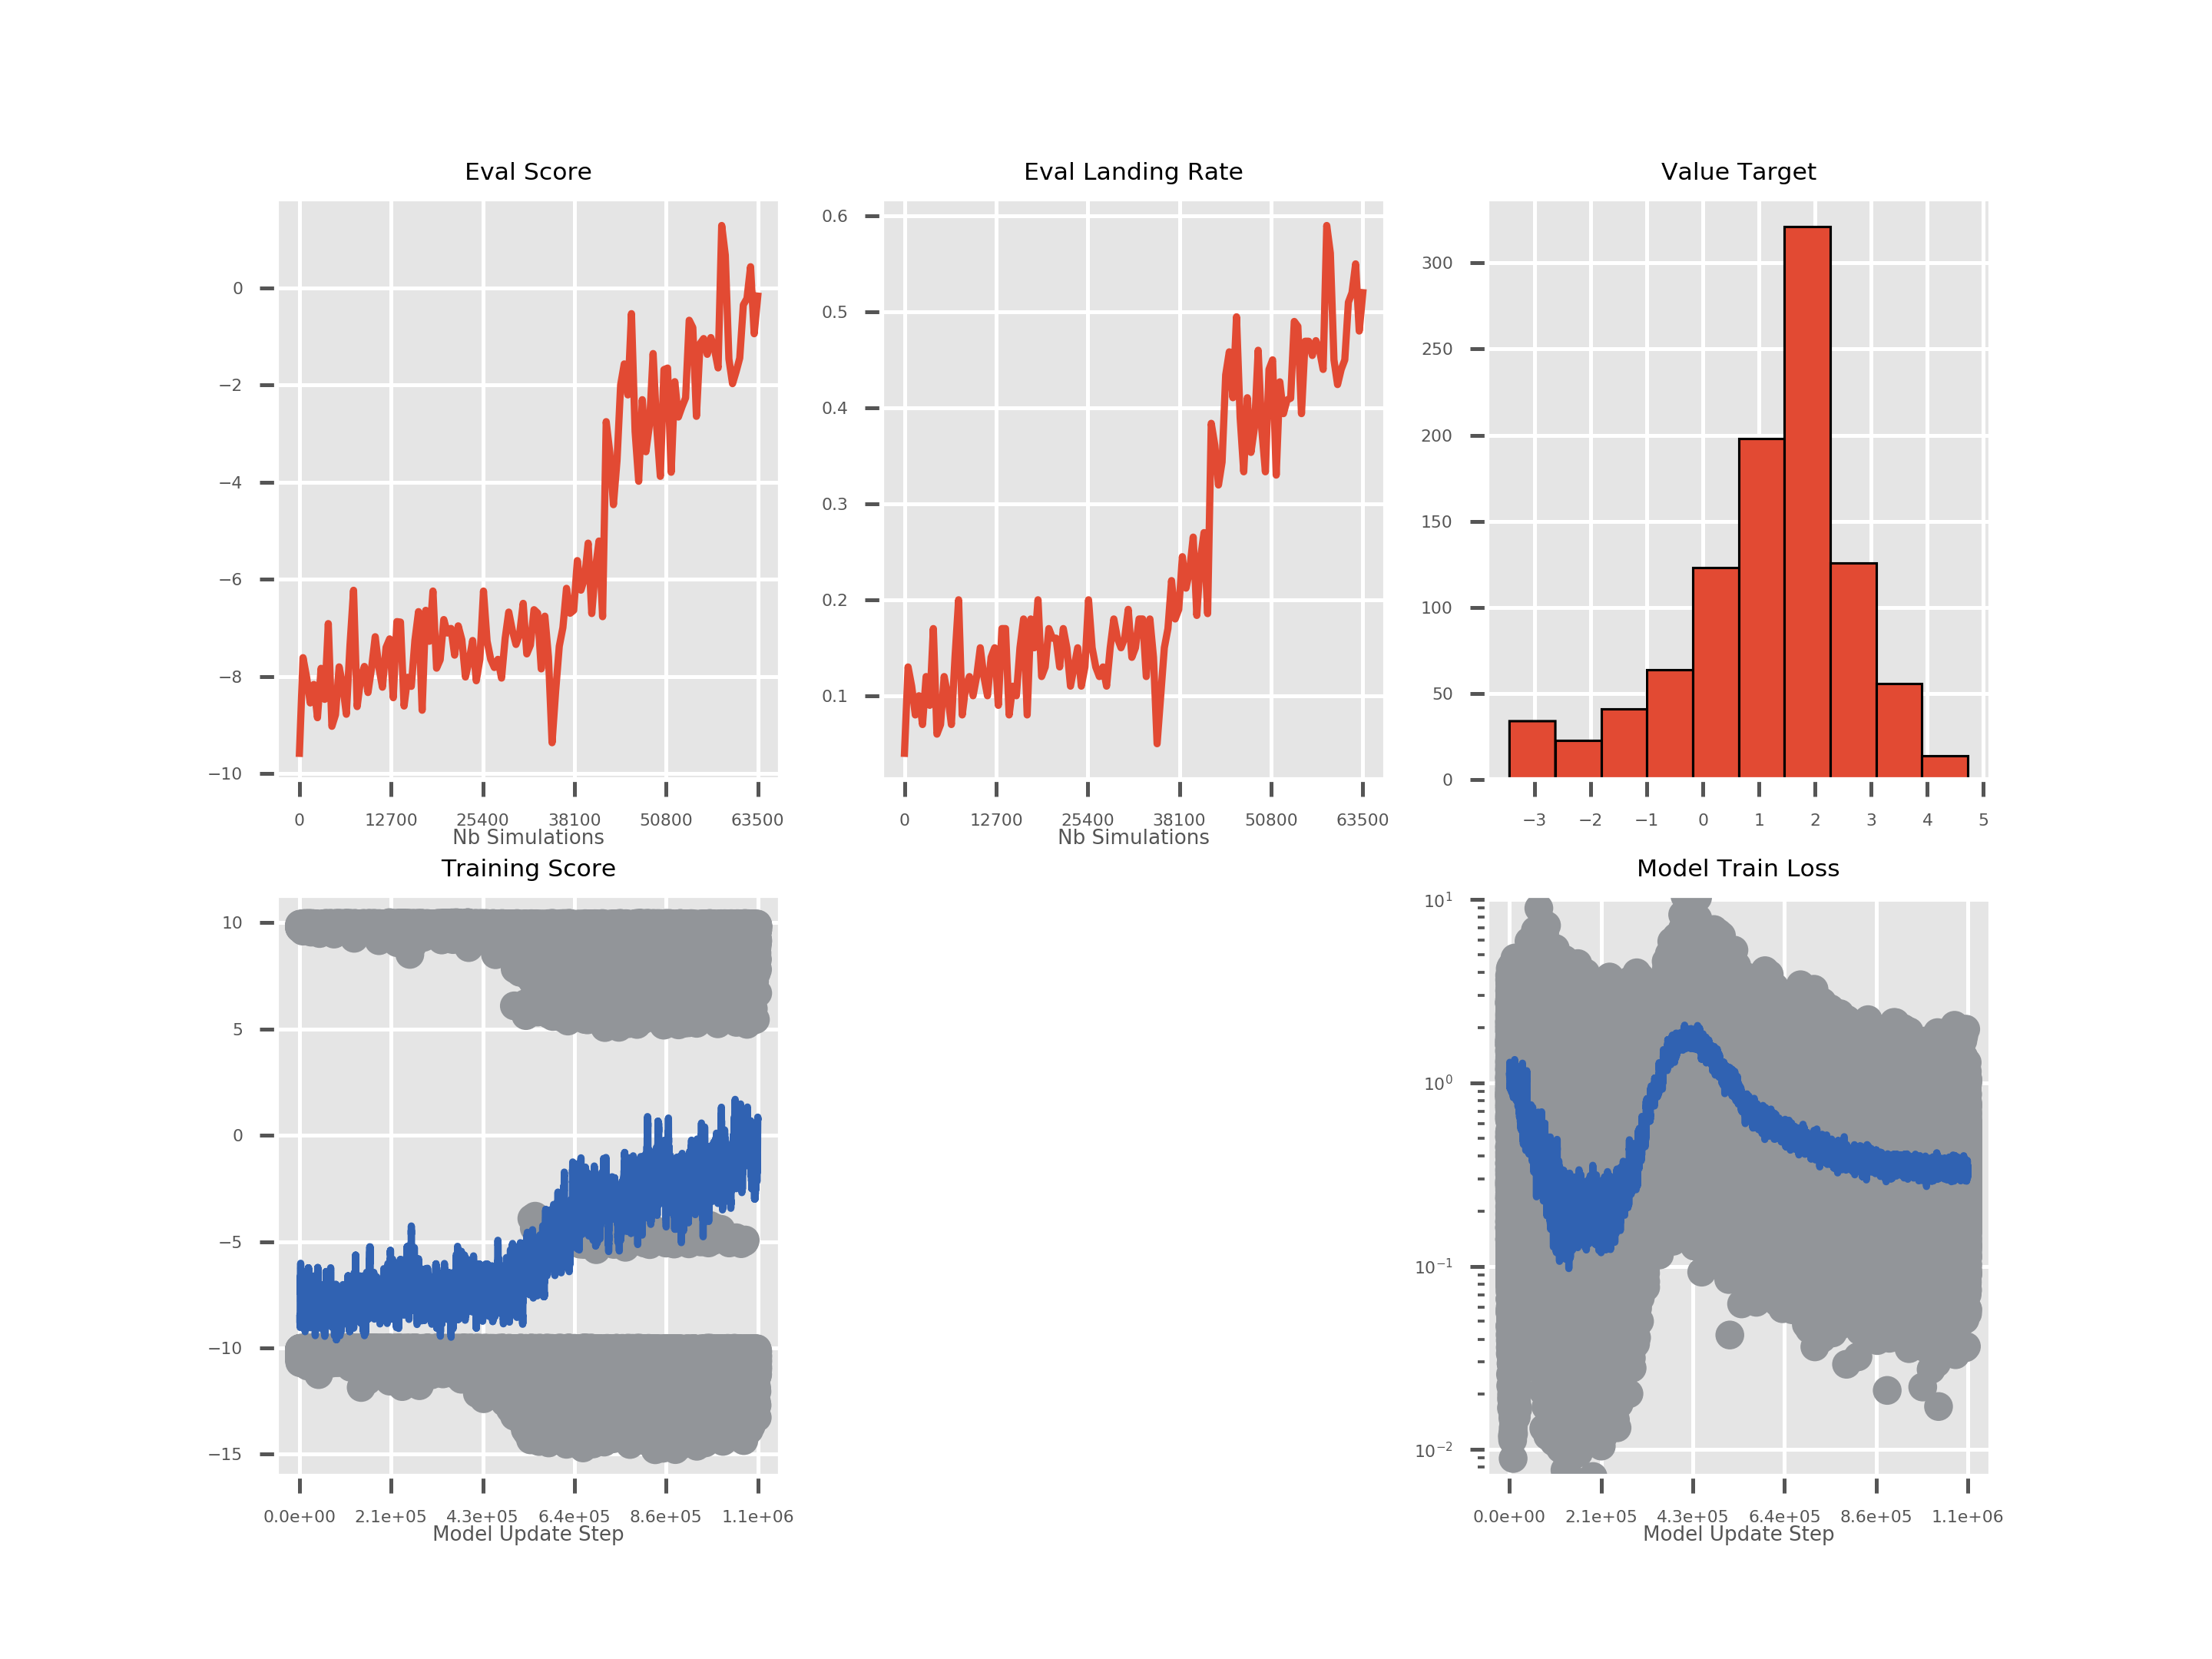 Eval Score
0
−2
−4
−6
−8
−10
0 12700 25400 38100 50800 63500
Nb Simulations
Eval Landing Rate
0.6
0.5
0.4
0.3
0.2
0.1
0 12700 25400 38100 50800 63500
Nb Simulations
Value Target
300
250
200
150
100
50
0
−3 −2 −1 0 1 2 3 4 5
Training Score
10
5
0
−5
−10
−15
0.0e+00 2.1e+05 4.3e+05 6.4e+05 8.6e+05 1.1e+06
Model Update Step
Model Train Loss
10¹
10⁰
10⁻¹
10⁻²
0.0e+00 2.1e+05 4.3e+05 6.4e+05 8.6e+05 1.1e+06
Model Update Step